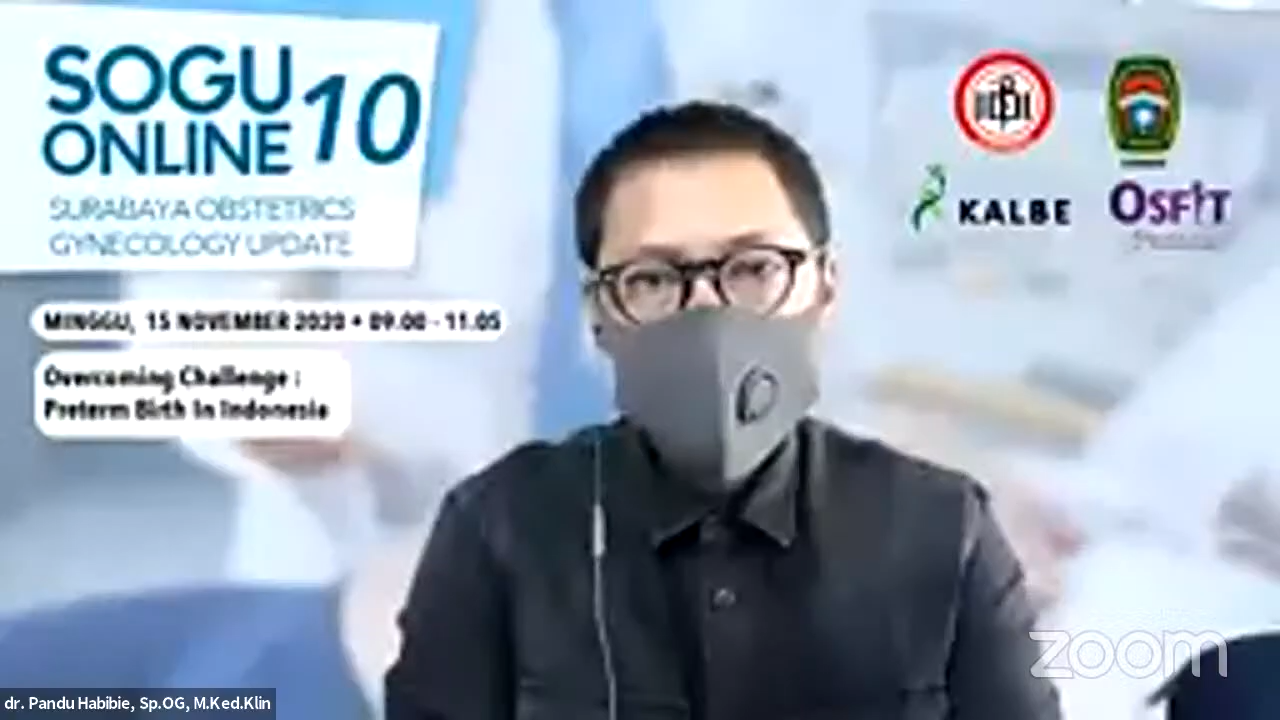 SOGU
ONLINE 10
SURABAYA OBSTETRICS
GYNECOLOGY UPDATE
MINGGU, 15 NOVEMBER 2020 • 09.00 - 11.05
Overcoming Challenge :
Preterm Birth In Indonesia
KALBE
OSFIT
zoom
dr. Pandu Habibie, Sp.OG, M.Ked.Klin